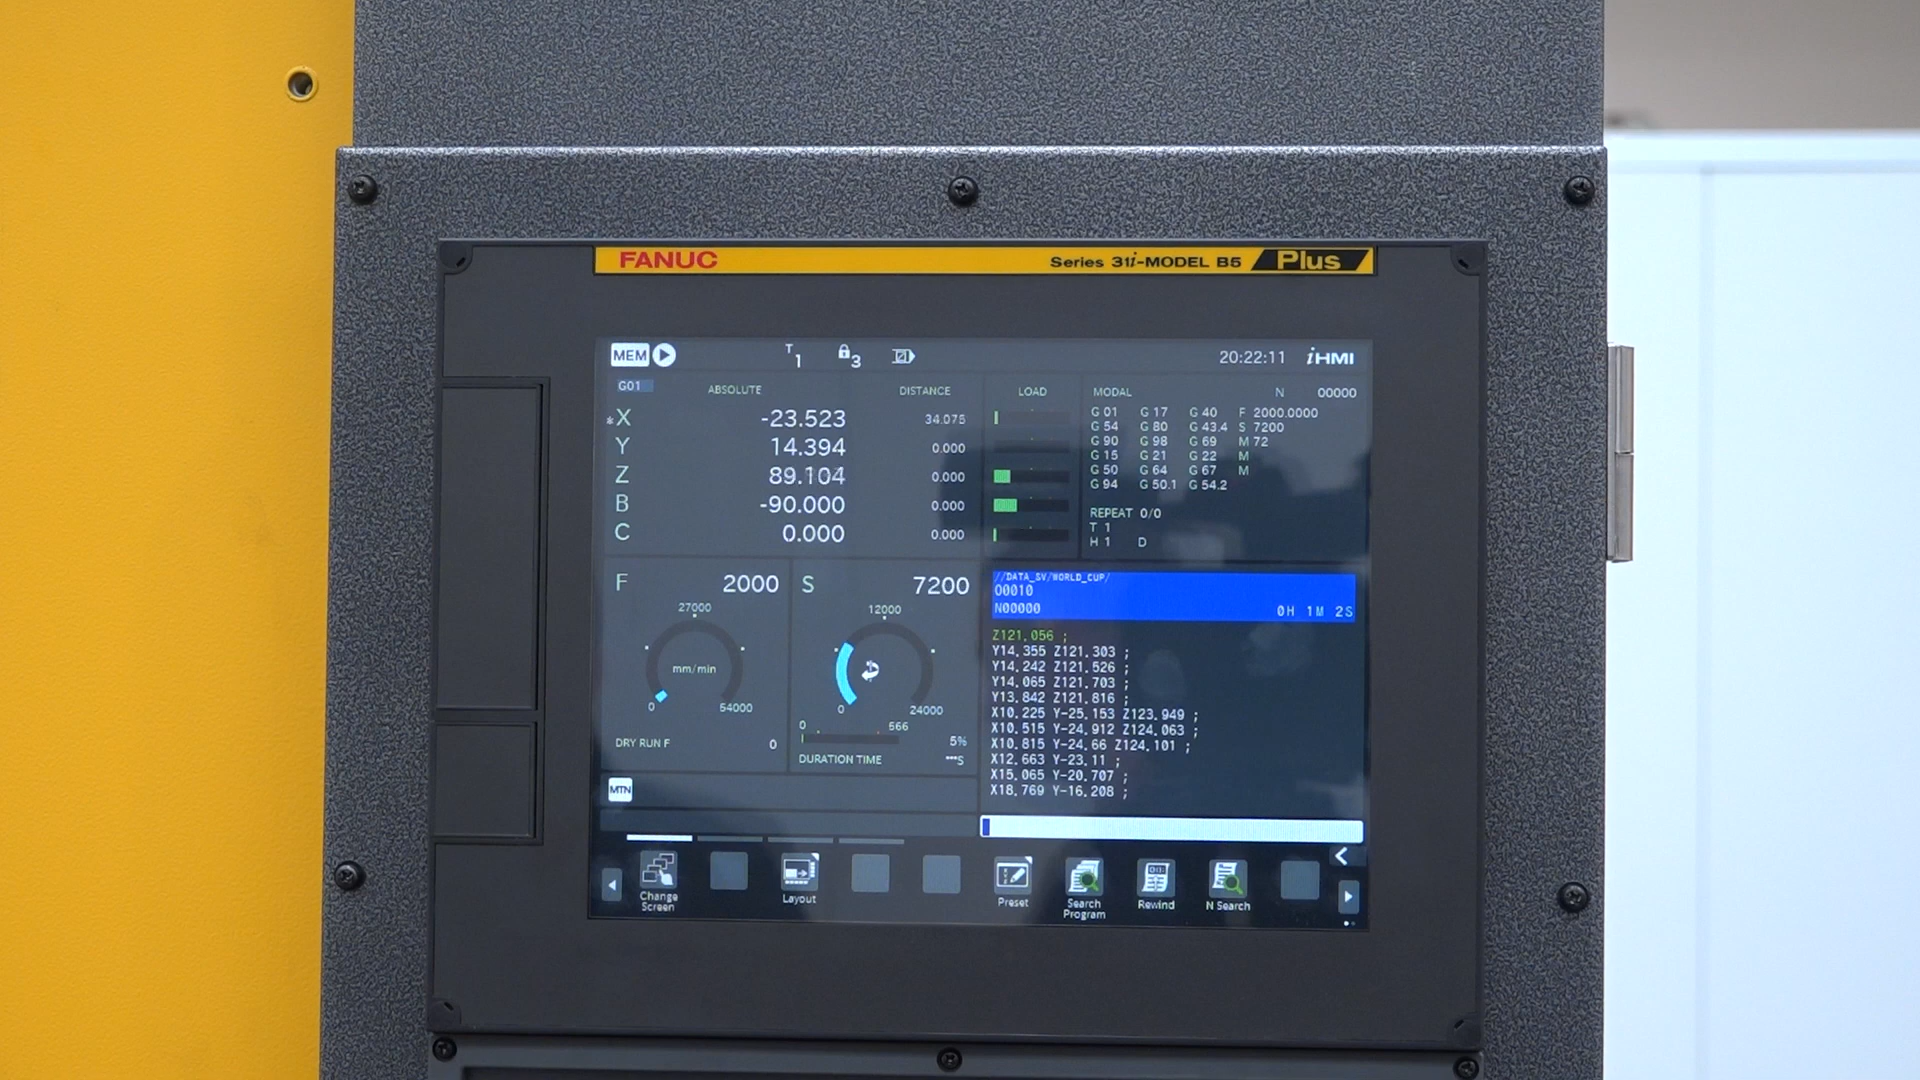 FANUC Series 31i-MODEL B5 Plus
MEM T 1 3 20:22:11 iHMI
G01 ABSOLUTE DISTANCE LOAD
*X -23.523 34.075
Y 14.394 0.000
Z 89.104 0.000
B -90.000 0.000
C 0.000 0.000
MODAL N 00000
G 01 G 17 G 40 F 2000.0000
G 54 G 80 G 43.4 S 7200
G 90 G 98 G 69 M 72
G 15 G 21 G 22 M
G 50 G 64 G 67 M
G 94 G 50.1 G 54.2
REPEAT 0/0
T 1
H 1 D
F 2000
27000
mm/min
0 54000
DRY RUN F 0
S 7200
12000
0 24000
0 566
5%
DURATION TIME ***S
//DATA_SV/WORLD_CUP/
O0010
N00000 0H 1M 2S
Z121.056 ;
Y14.355 Z121.303 ;
Y14.242 Z121.526 ;
Y14.065 Z121.703 ;
Y13.842 Z121.816 ;
X10.225 Y-25.153 Z123.949 ;
X10.515 Y-24.912 Z124.063 ;
X10.815 Y-24.66 Z124.101 ;
X12.663 Y-23.11 ;
X15.065 Y-20.707 ;
X18.769 Y-16.208 ;
MTN
Change
Screen
Layout
Preset
Search
Program
Rewind
N Search